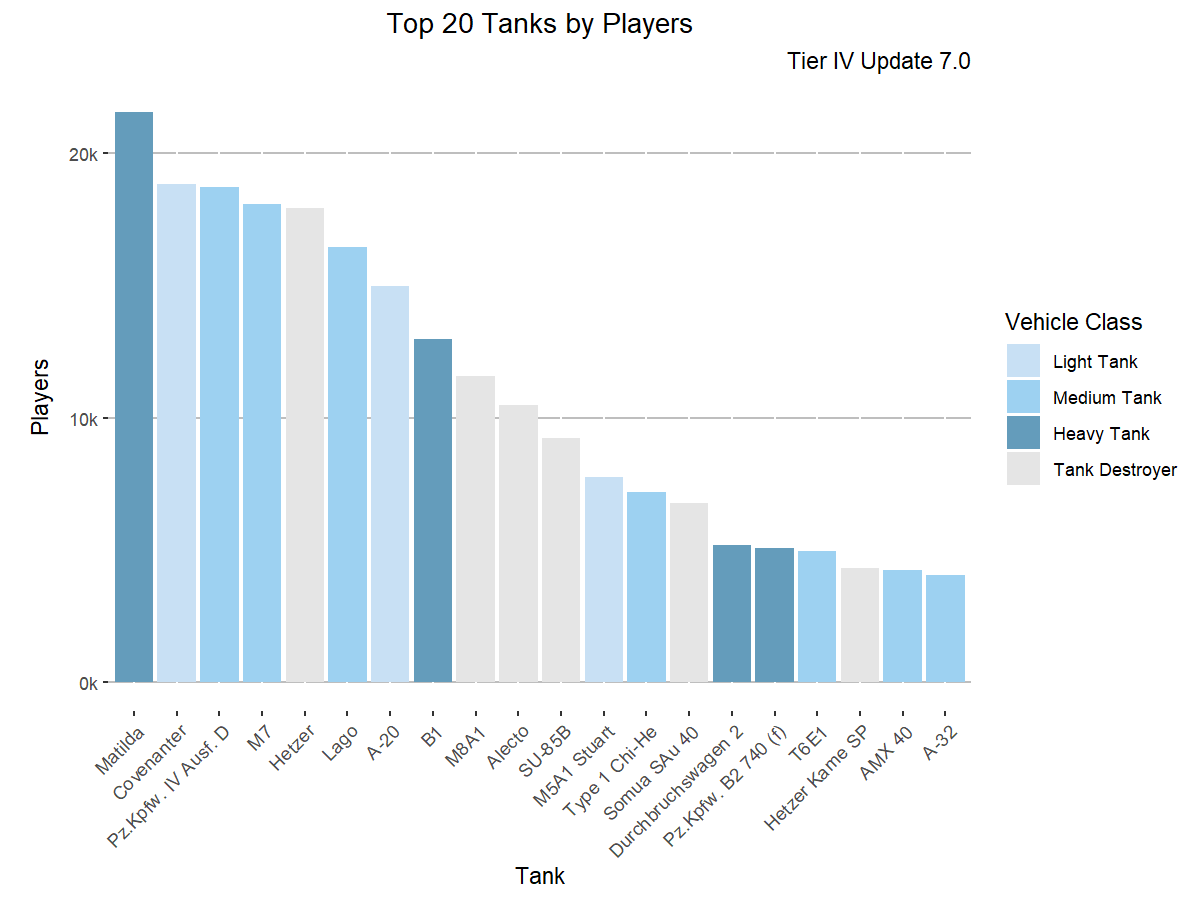 Top 20 Tanks by Players
Tier IV Update 7.0
Players
20k
10k
0k
Matilda
Covenanter
Pz.Kpfw. IV Ausf. D
M7
Hetzer
Lago
A-20
B1
M8A1
Alecto
SU-85B
M5A1 Stuart
Type 1 Chi-He
Somua SAu 40
Durchbruchswagen 2
Pz.Kpfw. B2 740 (f)
T6E1
Hetzer Kame SP
AMX 40
A-32
Tank
Vehicle Class
Light Tank
Medium Tank
Heavy Tank
Tank Destroyer